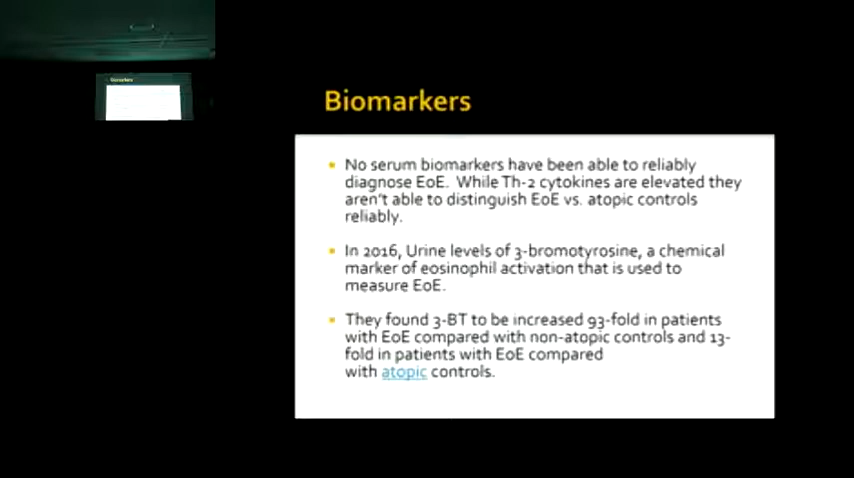 Biomarkers
No serum biomarkers have been able to reliably
diagnose EoE. While Th-2 cytokines are elevated they
aren't able to distinguish EoE vs. atopic controls
reliably.
In 2016, Urine levels of 3-bromotyrosine, a chemical
marker of eosinophil activation that is used to
measure EoE.
They found 3-BT to be increased 93-fold in patients
with EoE compared with non-atopic controls and 13-
fold in patients with EoE compared
with atopic controls.